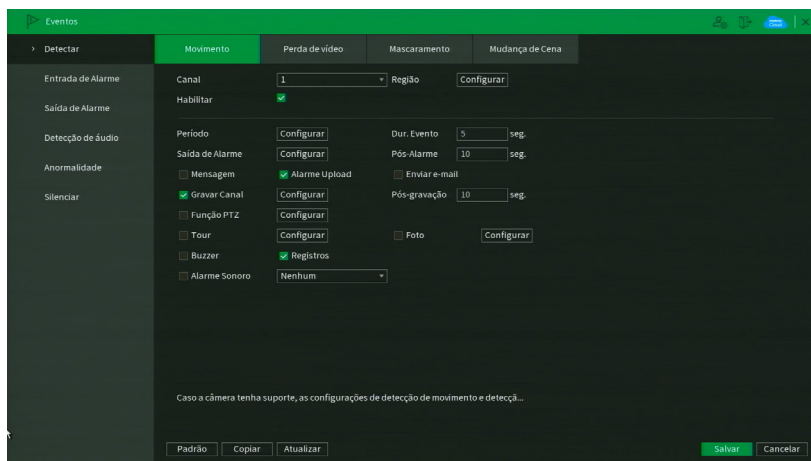 Eventos
Detectar
Entrada de Alarme
Saída de Alarme
Detecção de áudio
Anormalidade
Silenciar
Movimento Perda de vídeo Mascaramento Mudança de Cena
Canal 1 Região Configurar
Habilitar
Período Configurar Dur. Evento 5 seg.
Saída de Alarme Configurar Pós-Alarme 10 seg.
Mensagem Alarme Upload Enviar e-mail
Gravar Canal Configurar Pós-gravação 10 seg.
Função PTZ Configurar
Tour Configurar Foto Configurar
Buzzer Registros
Alarme Sonoro Nenhum
Caso a câmera tenha suporte, as configurações de detecção de movimento e detecçã...
Padrão Copiar Atualizar Salvar Cancelar